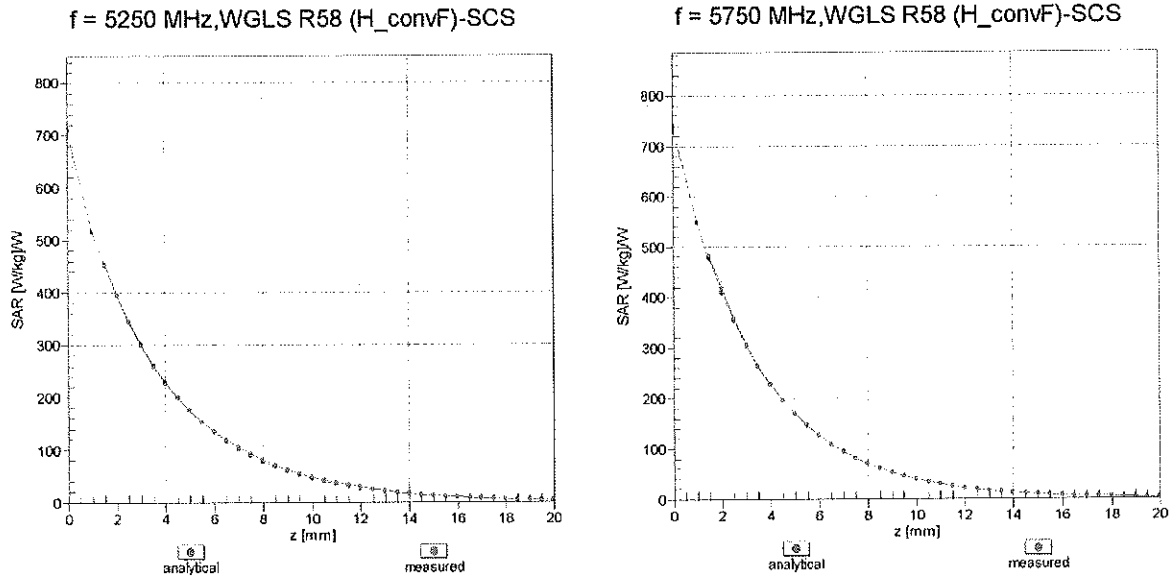 f = 5250 MHz,WGLS R58 (H_convF)-SCS
800
700
600
500
400
300
200
100
0
SAR [W/kg]/W
0 2 4 6 8 10 12 14 16 18 20
z [mm]
analytical measured
f = 5750 MHz,WGLS R58 (H_convF)-SCS
800
700
600
500
400
300
200
100
0
SAR [W/kg]/W
0 2 4 6 8 10 12 14 16 18 20
z [mm]
analytical measured